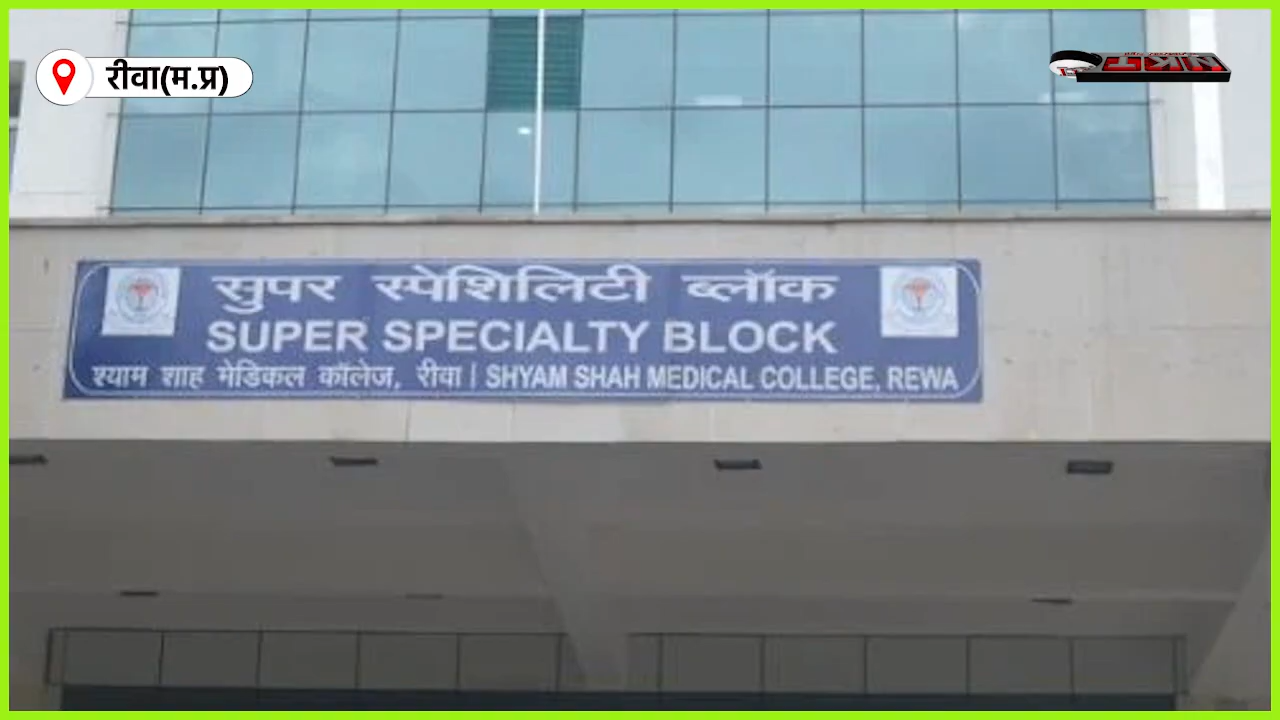 रीवा(म.प्र)
सुपर स्पेशिलिटी ब्लॉक
SUPER SPECIALTY BLOCK
श्याम शाह मेडिकल कॉलेज, रीवा | SHYAM SHAH MEDICAL COLLEGE, REWA